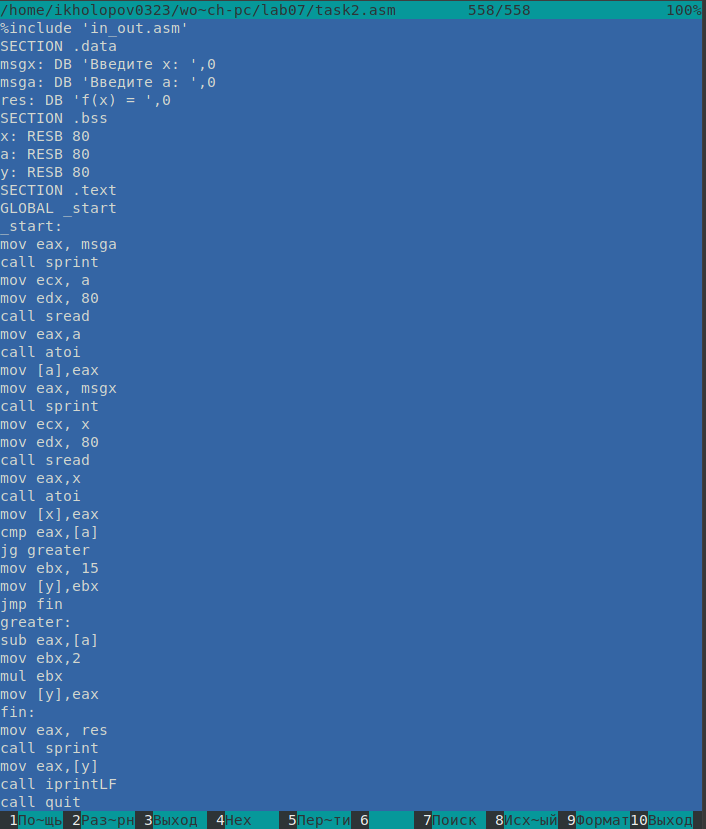 /home/ikholopov0323/wo~ch-pc/lab07/task2.asm 558/558 100%
%include 'in_out.asm'
SECTION .data
msgx: DB 'Введите x: ',0
msga: DB 'Введите a: ',0
res: DB 'f(x) = ',0
SECTION .bss
x: RESB 80
a: RESB 80
y: RESB 80
SECTION .text
GLOBAL _start
_start:
mov eax, msga
call sprint
mov ecx, a
mov edx, 80
call sread
mov eax,a
call atoi
mov [a],eax
mov eax, msgx
call sprint
mov ecx, x
mov edx, 80
call sread
mov eax,x
call atoi
mov [x],eax
cmp eax,[a]
jg greater
mov ebx, 15
mov [y],ebx
jmp fin
greater:
sub eax,[a]
mov ebx,2
mul ebx
mov [y],eax
fin:
mov eax, res
call sprint
mov eax,[y]
call iprintLF
call quit
1По~щь 2Раз~рн 3Выход 4Hex 5Пер~ти 6 7Поиск 8Исх~ый 9Формат 10Выход